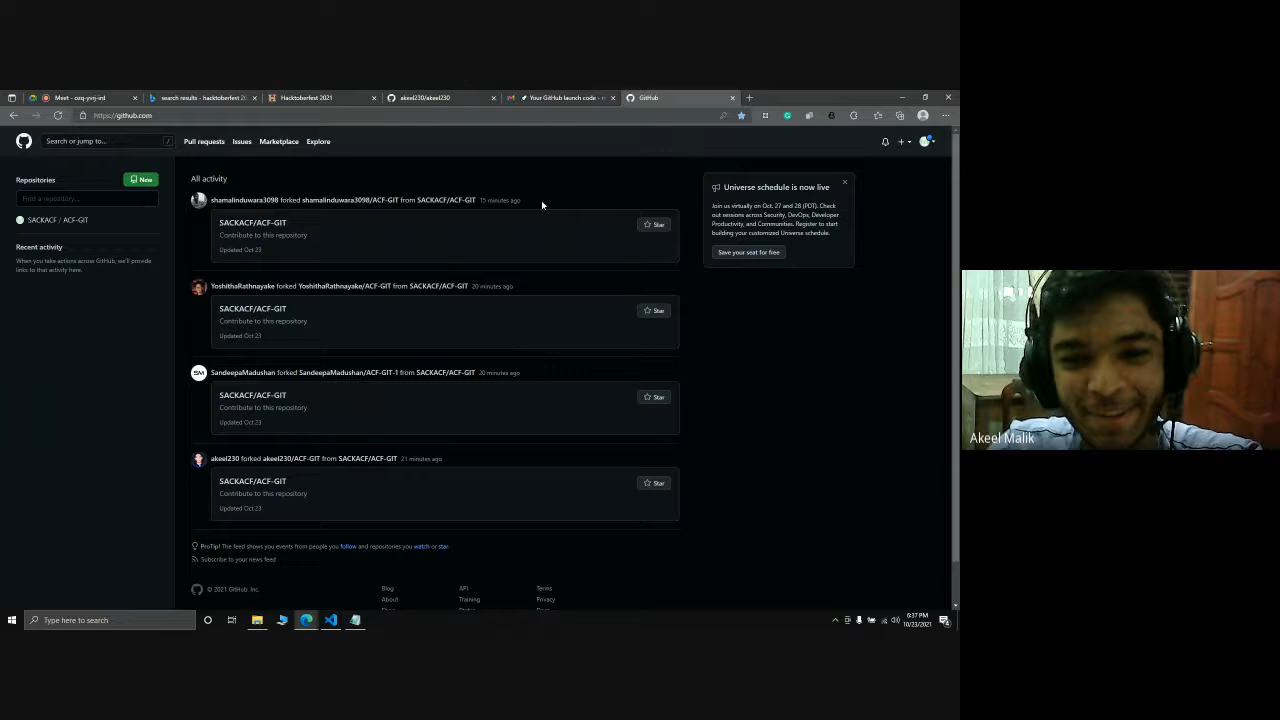 Meet - ozq-yvrj-ird
search results - hacktoberfest 20
Hacktoberfest 2021
akeel230/akeel230
Your GitHub launch code -
GitHub
https://github.com
Search or jump to...
/
Pull requests
Issues
Marketplace
Explore
Repositories
New
Find a repository...
SACKACF / ACF-GIT
Recent activity
When you take actions across GitHub, we'll provide
links to that activity here.
All activity
shamalinduwara3098 forked shamalinduwara3098/ACF-GIT from SACKACF/ACF-GIT 15 minutes ago
SACKACF/ACF-GIT
Star
Contribute to this repository
Updated Oct 23
YoshithaRathnayake forked YoshithaRathnayake/ACF-GIT from SACKACF/ACF-GIT 20 minutes ago
SACKACF/ACF-GIT
Star
Contribute to this repository
Updated Oct 23
SM
SandeepaMadushan forked SandeepaMadushan/ACF-GIT-1 from SACKACF/ACF-GIT 20 minutes ago
SACKACF/ACF-GIT
Star
Contribute to this repository
Updated Oct 23
akeel230 forked akeel230/ACF-GIT from SACKACF/ACF-GIT 21 minutes ago
SACKACF/ACF-GIT
Star
Contribute to this repository
Updated Oct 23
ProTip! The feed shows you events from people you follow and repositories you watch or star.
Subscribe to your news feed
© 2021 GitHub, Inc.
Blog
About
API
Training
Terms
Privacy
Universe schedule is now live
Join us virtually on Oct. 27 and 28 (PDT). Check
out sessions across Security, DevOps, Developer
Productivity, and Communities. Register to start
building your customized Universe schedule.
Save your seat for free
Akeel Malik
Type here to search
6:37 PM
10/23/2021